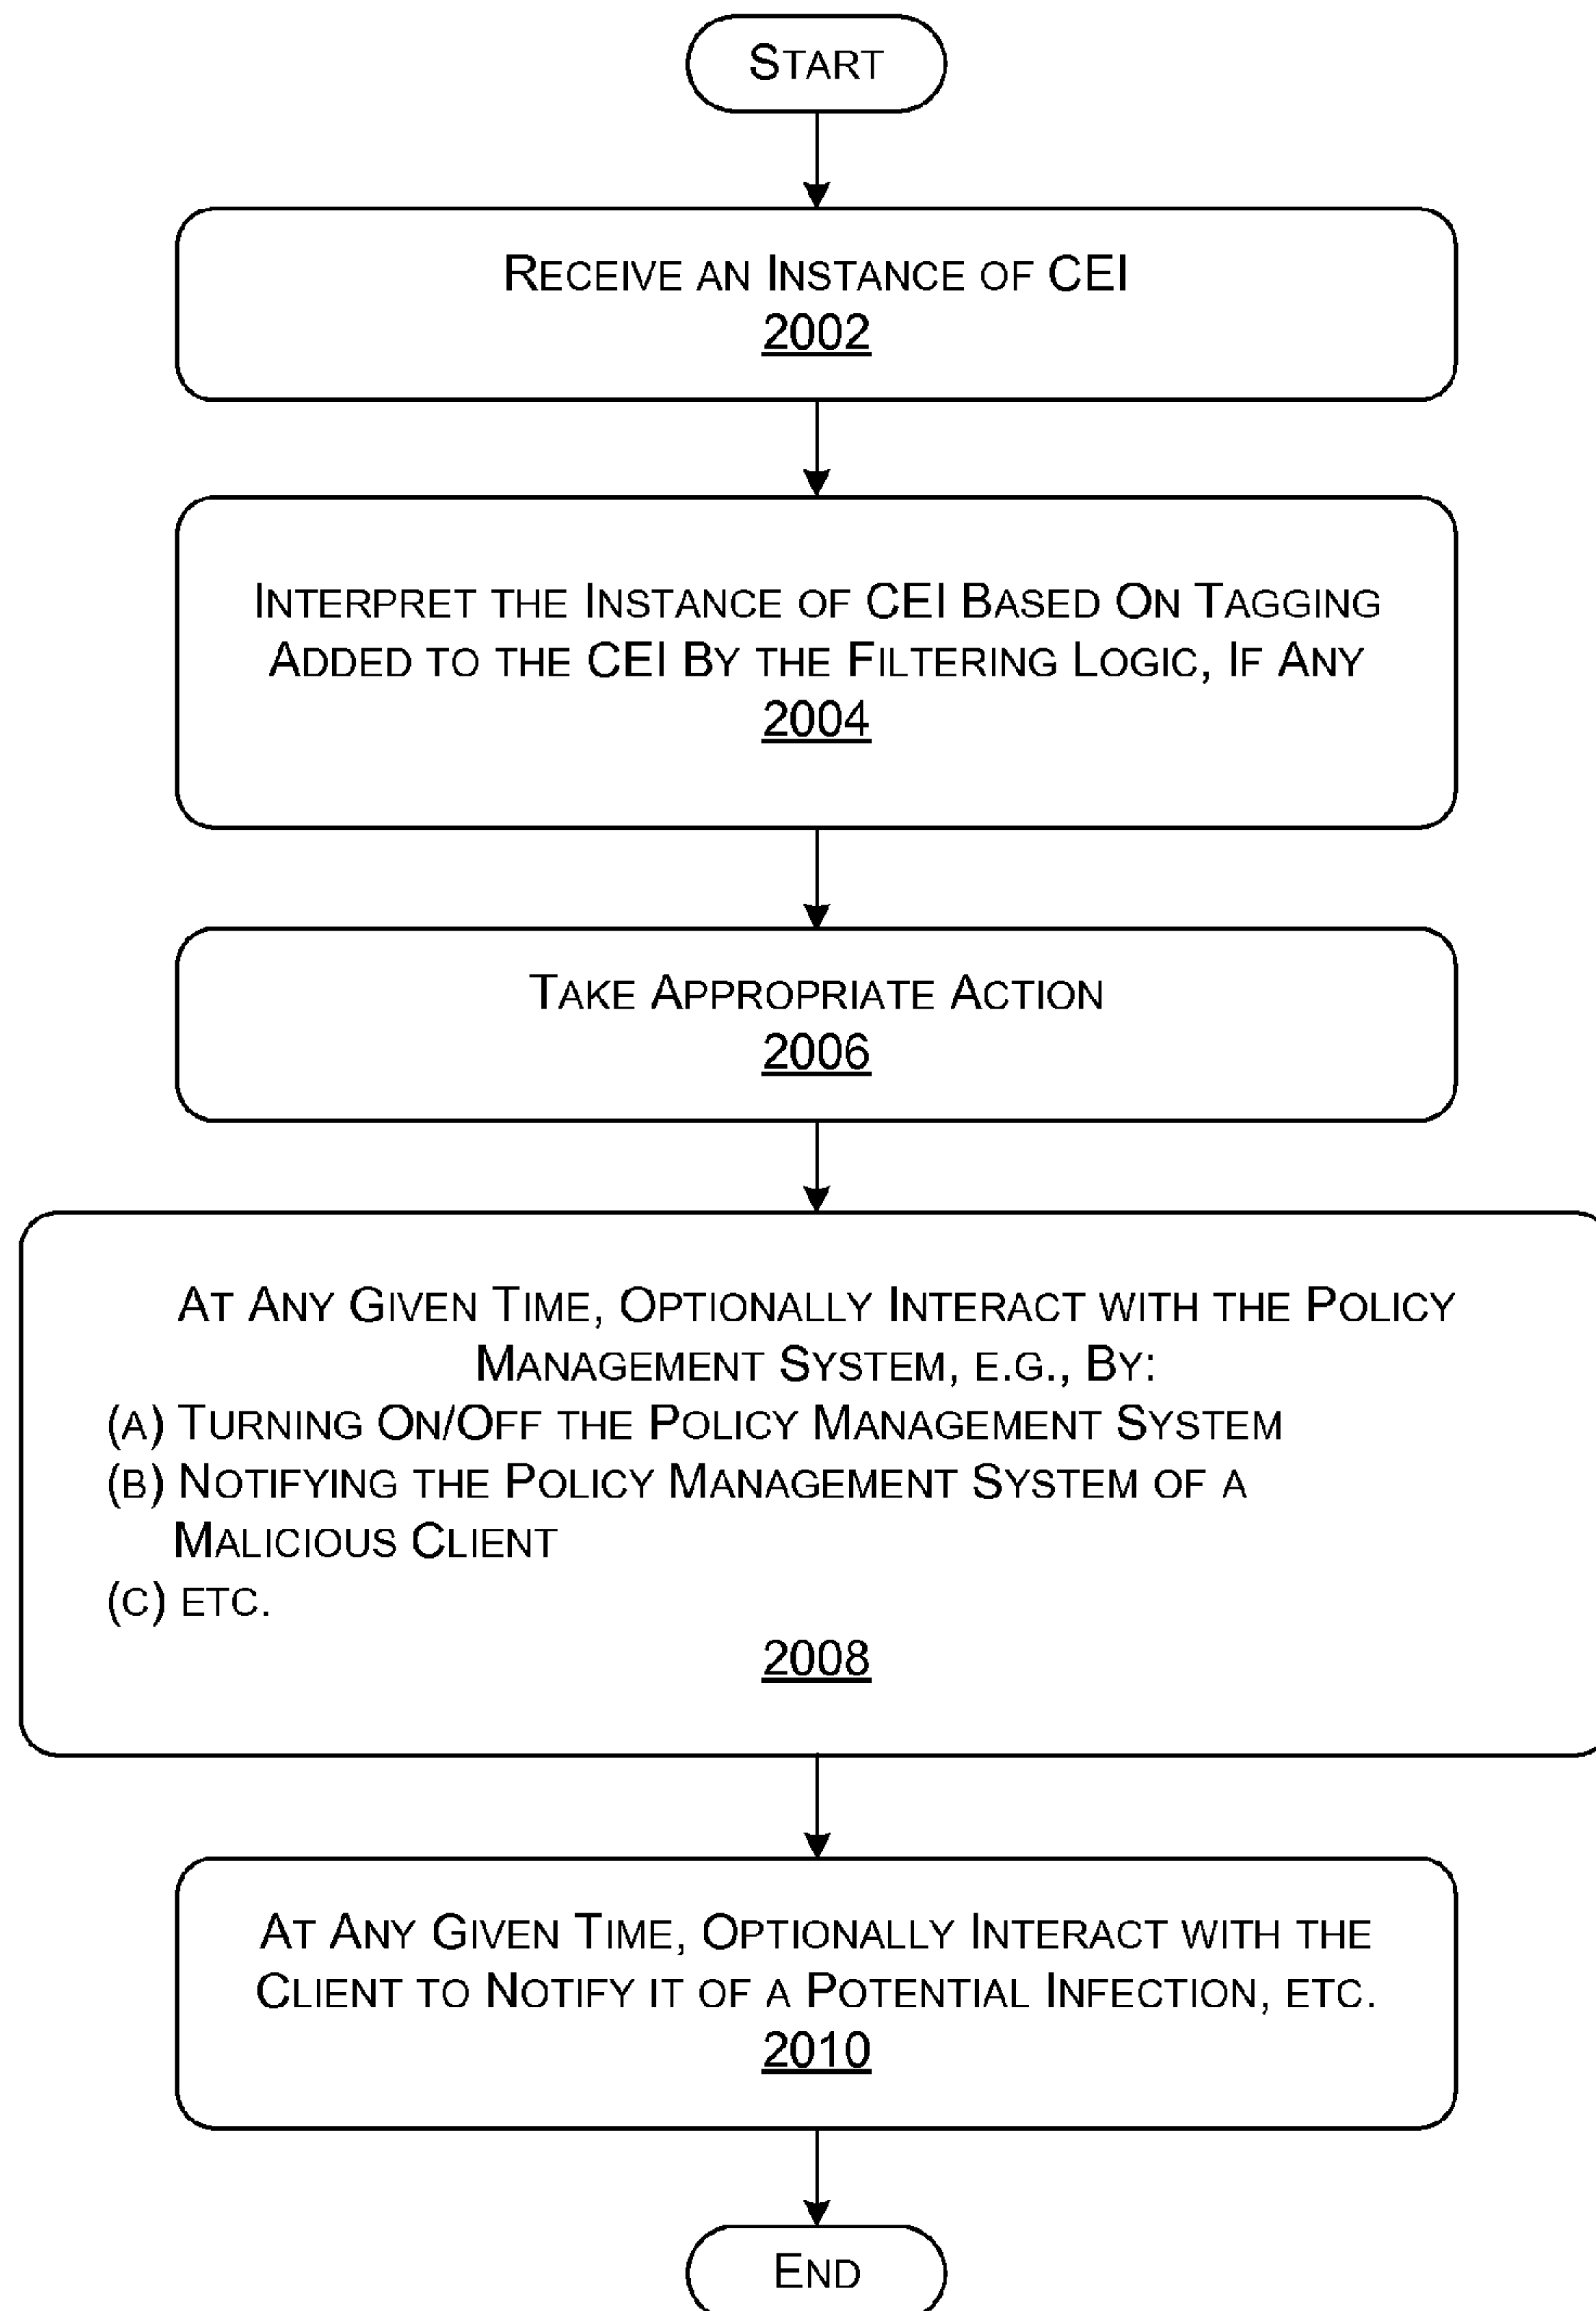 START
RECEIVE AN INSTANCE OF CEI
2002
INTERPRET THE INSTANCE OF CEI BASED ON TAGGING
ADDED TO THE CEI BY THE FILTERING LOGIC, IF ANY
2004
TAKE APPROPRIATE ACTION
2006
AT ANY GIVEN TIME, OPTIONALLY INTERACT WITH THE POLICY
MANAGEMENT SYSTEM, E.G., BY:
(A) TURNING ON/OFF THE POLICY MANAGEMENT SYSTEM
(B) NOTIFYING THE POLICY MANAGEMENT SYSTEM OF A
MALICIOUS CLIENT
(C) ETC.
2008
AT ANY GIVEN TIME, OPTIONALLY INTERACT WITH THE
CLIENT TO NOTIFY IT OF A POTENTIAL INFECTION, ETC.
2010
END